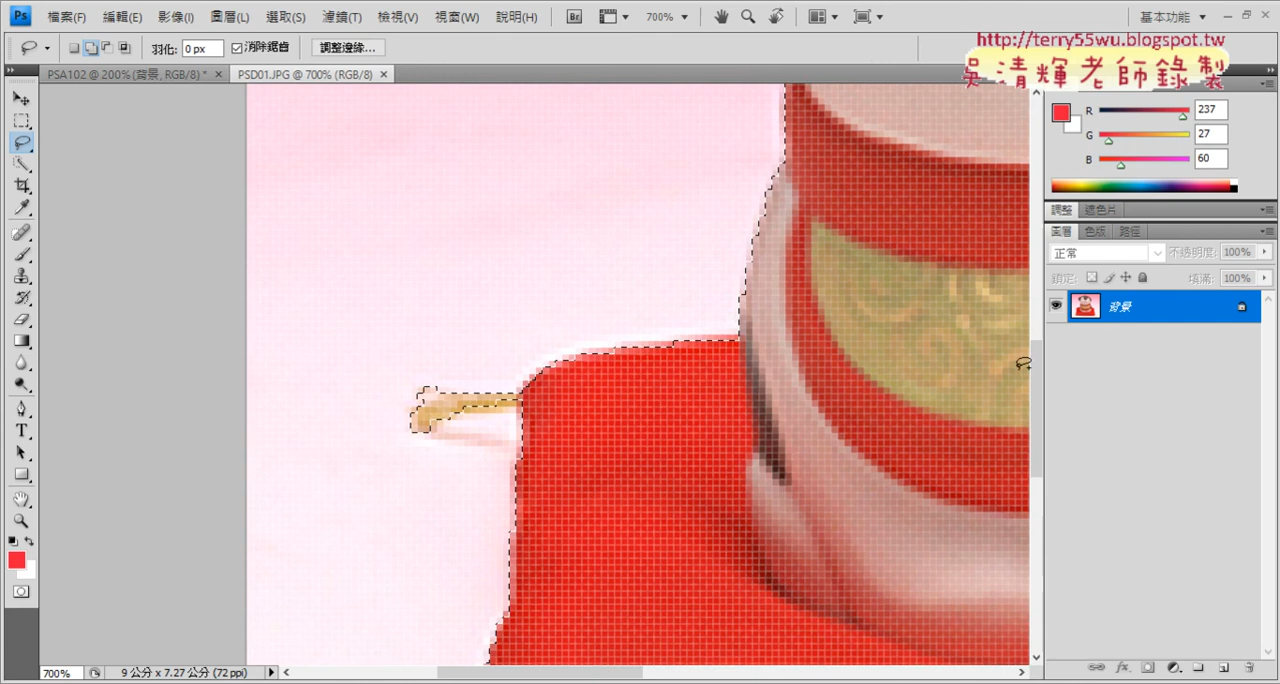 Ps 檔案(F) 編輯(E) 影像(I) 圖層(L) 選取(S) 濾鏡(T) 檢視(V) 視窗(W) 說明(H) Br 700% 基本功能
羽化: 0 px 消除鋸齒 調整邊緣...
http://terry55wu.blogspot.tw
吳清輝老師錄製
PSA102 @ 200%(背景, RGB/8) * PSD01.JPG @ 700% (RGB/8)
R 237
G 27
B 60
調整 遮色片
圖層 色版 路徑
正常 不透明度: 100%
鎖定: 填滿: 100%
背景
T
fx
700% 9 公分 x 7.27 公分 (72 ppi)